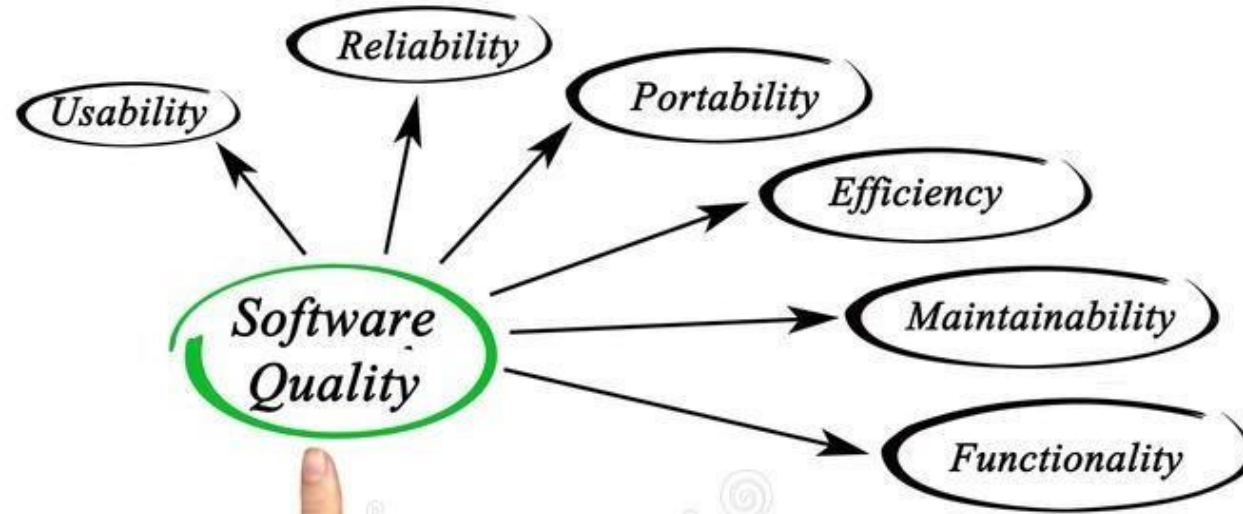 Reliability
Usability
Portability
Efficiency
Software
Quality
Maintainability
Functionality